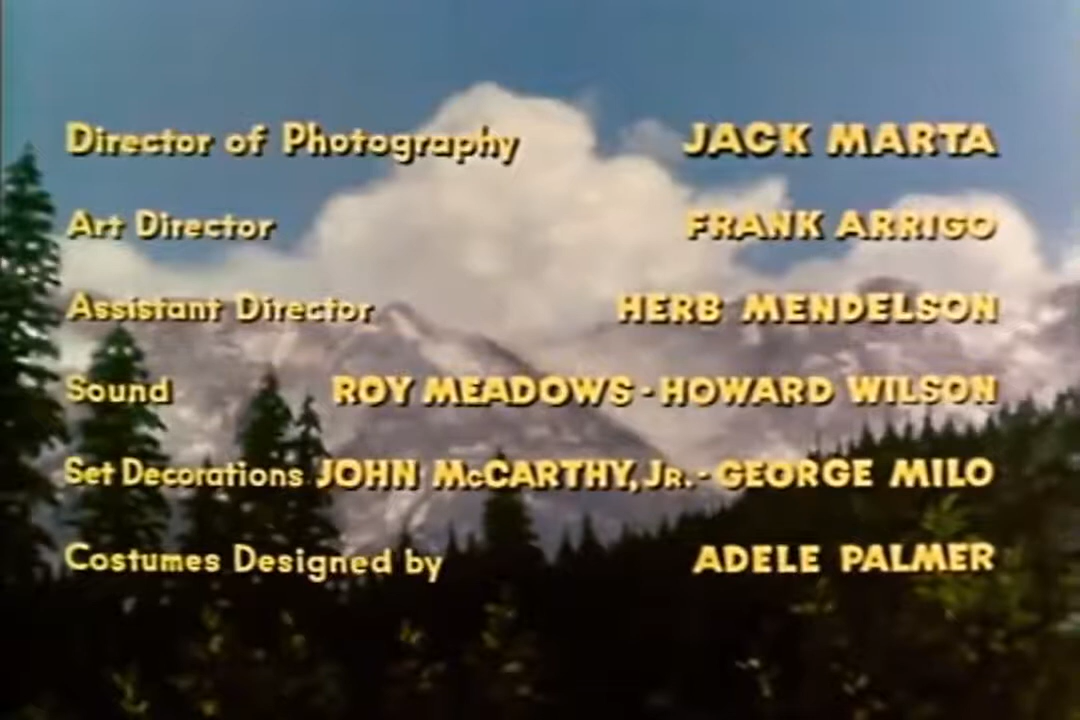 Director of Photography JACK MARTA
Art Director FRANK ARRIGO
Assistant Director HERB MENDELSON
Sound ROY MEADOWS - HOWARD WILSON
Set Decorations JOHN McCARTHY, JR. - GEORGE MILO
Costumes Designed by ADELE PALMER